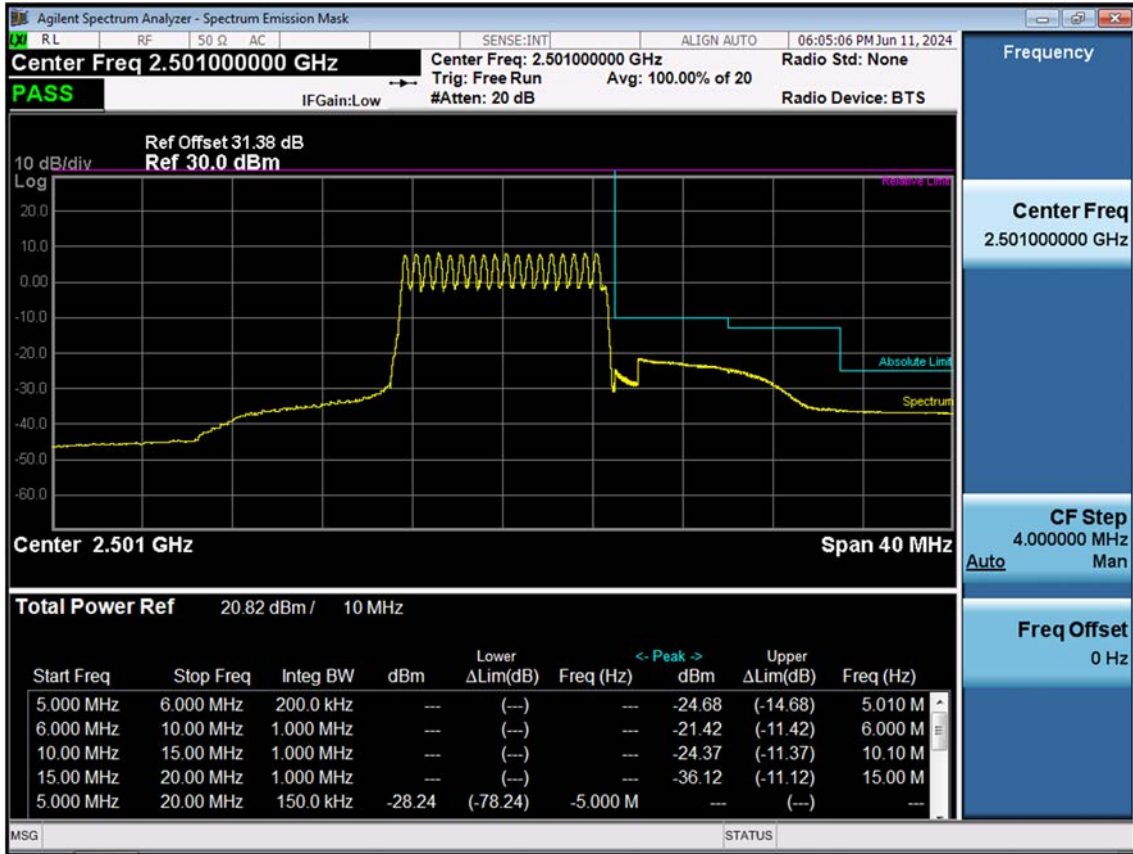 Agilent Spectrum Analyzer - Spectrum Emission Mask
LXI RL RF 50 Ω AC SENSE:INT ALIGN AUTO 06:05:06 PM Jun 11, 2024
Center Freq 2.501000000 GHz
PASS
IFGain:Low
Center Freq: 2.501000000 GHz
Trig: Free Run Avg: 100.00% of 20
#Atten: 20 dB
Radio Std: None
Radio Device: BTS
Ref Offset 31.38 dB
10 dB/div Ref 30.0 dBm
Log
Relative Limit
20.0
10.0
0.00
-10.0
-20.0
Absolute Limit
-30.0
Spectrum
-40.0
-50.0
-60.0
Center 2.501 GHz Span 40 MHz
Total Power Ref 20.82 dBm / 10 MHz
Lower <- Peak -> Upper
Start Freq Stop Freq Integ BW dBm ΔLim(dB) Freq (Hz) dBm ΔLim(dB) Freq (Hz)
5.000 MHz 6.000 MHz 200.0 kHz --- (---) --- -24.68 (-14.68) 5.010 M
6.000 MHz 10.00 MHz 1.000 MHz --- (---) --- -21.42 (-11.42) 6.000 M
10.00 MHz 15.00 MHz 1.000 MHz --- (---) --- -24.37 (-11.37) 10.10 M
15.00 MHz 20.00 MHz 1.000 MHz --- (---) --- -36.12 (-11.12) 15.00 M
5.000 MHz 20.00 MHz 150.0 kHz -28.24 (-78.24) -5.000 M --- (---) ---
MSG STATUS
Frequency
Center Freq
2.501000000 GHz
CF Step
4.000000 MHz
Auto Man
Freq Offset
0 Hz